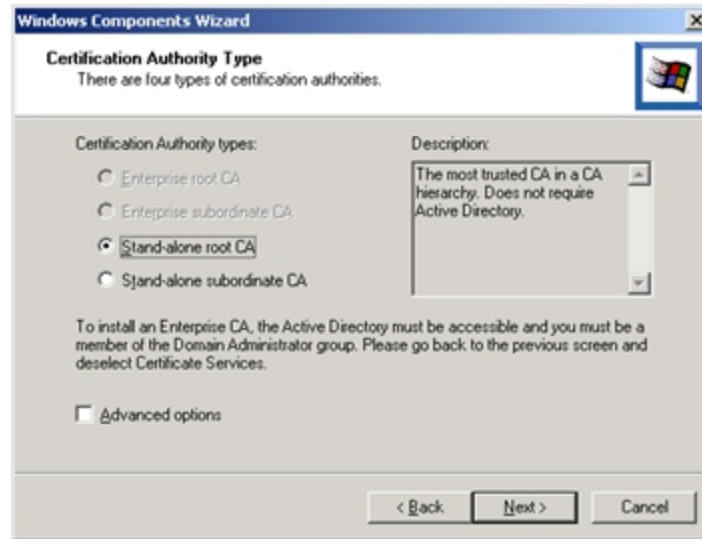 Windows Components Wizard
Certification Authority Type
There are four types of certification authorities.
Certification Authority types:
Enterprise root CA
Enterprise subordinate CA
Stand-alone root CA
Stand-alone subordinate CA
Description:
The most trusted CA in a CA
hierarchy. Does not require
Active Directory.
To install an Enterprise CA, the Active Directory must be accessible and you must be a
member of the Domain Administrator group. Please go back to the previous screen and
deselect Certificate Services.
Advanced options
< Back
Next >
Cancel